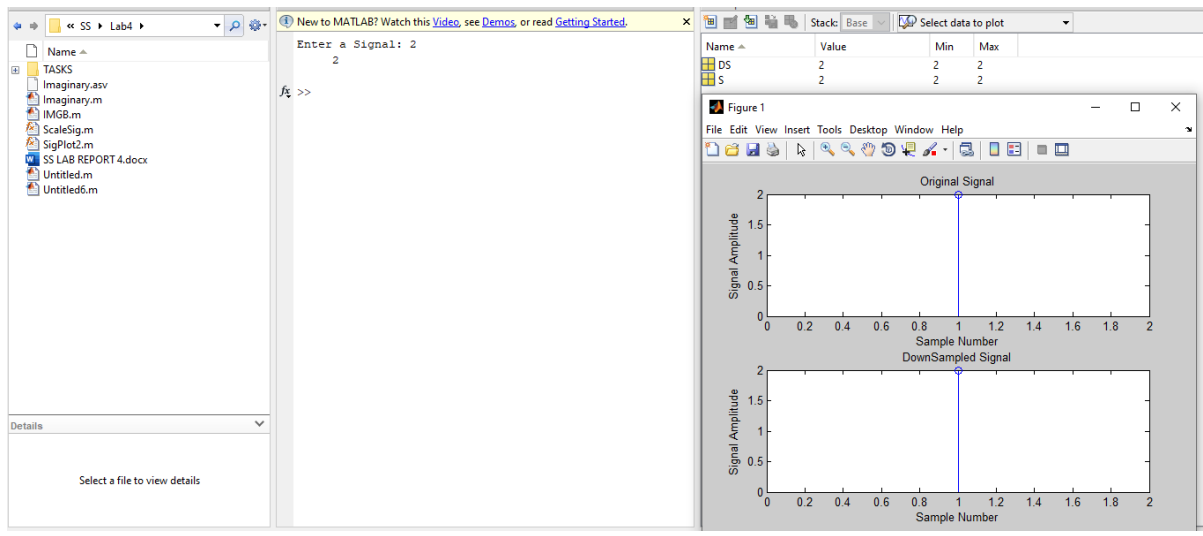 « SS ▸ Lab4 ▸
Name
TASKS
Imaginary.asv
Imaginary.m
IMGB.m
ScaleSig.m
SigPlot2.m
SS LAB REPORT 4.docx
Untitled.m
Untitled6.m
Details
Select a file to view details
New to MATLAB? Watch this Video, see Demos, or read Getting Started.
Enter a Signal: 2
2
fx >>
Stack: Base Select data to plot
Name Value Min Max
DS 2 2 2
S 2 2 2
Figure 1
File Edit View Insert Tools Desktop Window Help
Original Signal
Signal Amplitude
2
1.5
1
0.5
0
0 0.2 0.4 0.6 0.8 1 1.2 1.4 1.6 1.8 2
Sample Number
DownSampled Signal
Signal Amplitude
2
1.5
1
0.5
0
0 0.2 0.4 0.6 0.8 1 1.2 1.4 1.6 1.8 2
Sample Number